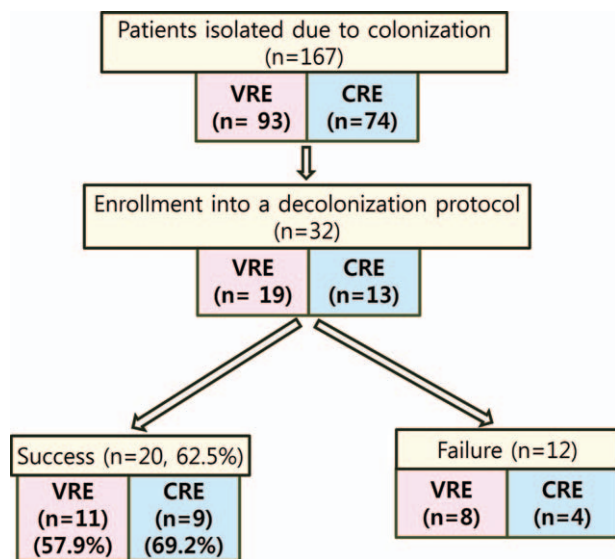 Patients isolated due to colonization
(n=167)
VRE
(n= 93)
CRE
(n=74)
Enrollment into a decolonization protocol
(n=32)
VRE
(n= 19)
CRE
(n=13)
Success (n=20, 62.5%)
VRE
(n=11)
(57.9%)
CRE
(n=9)
(69.2%)
Failure (n=12)
VRE
(n=8)
CRE
(n=4)